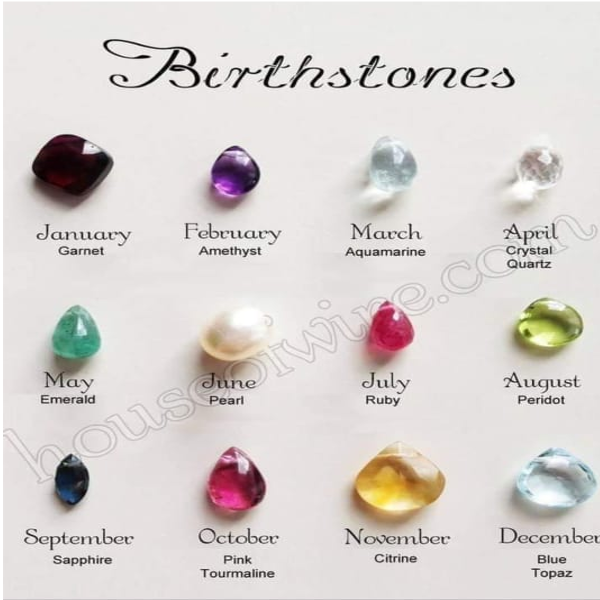 Birthstones
January
Garnet
February
Amethyst
March
Aquamarine
April
Crystal
Quartz
May
Emerald
June
Pearl
July
Ruby
August
Peridot
September
Sapphire
October
Pink
Tourmaline
November
Citrine
December
Blue
Topaz
houseofwire.com